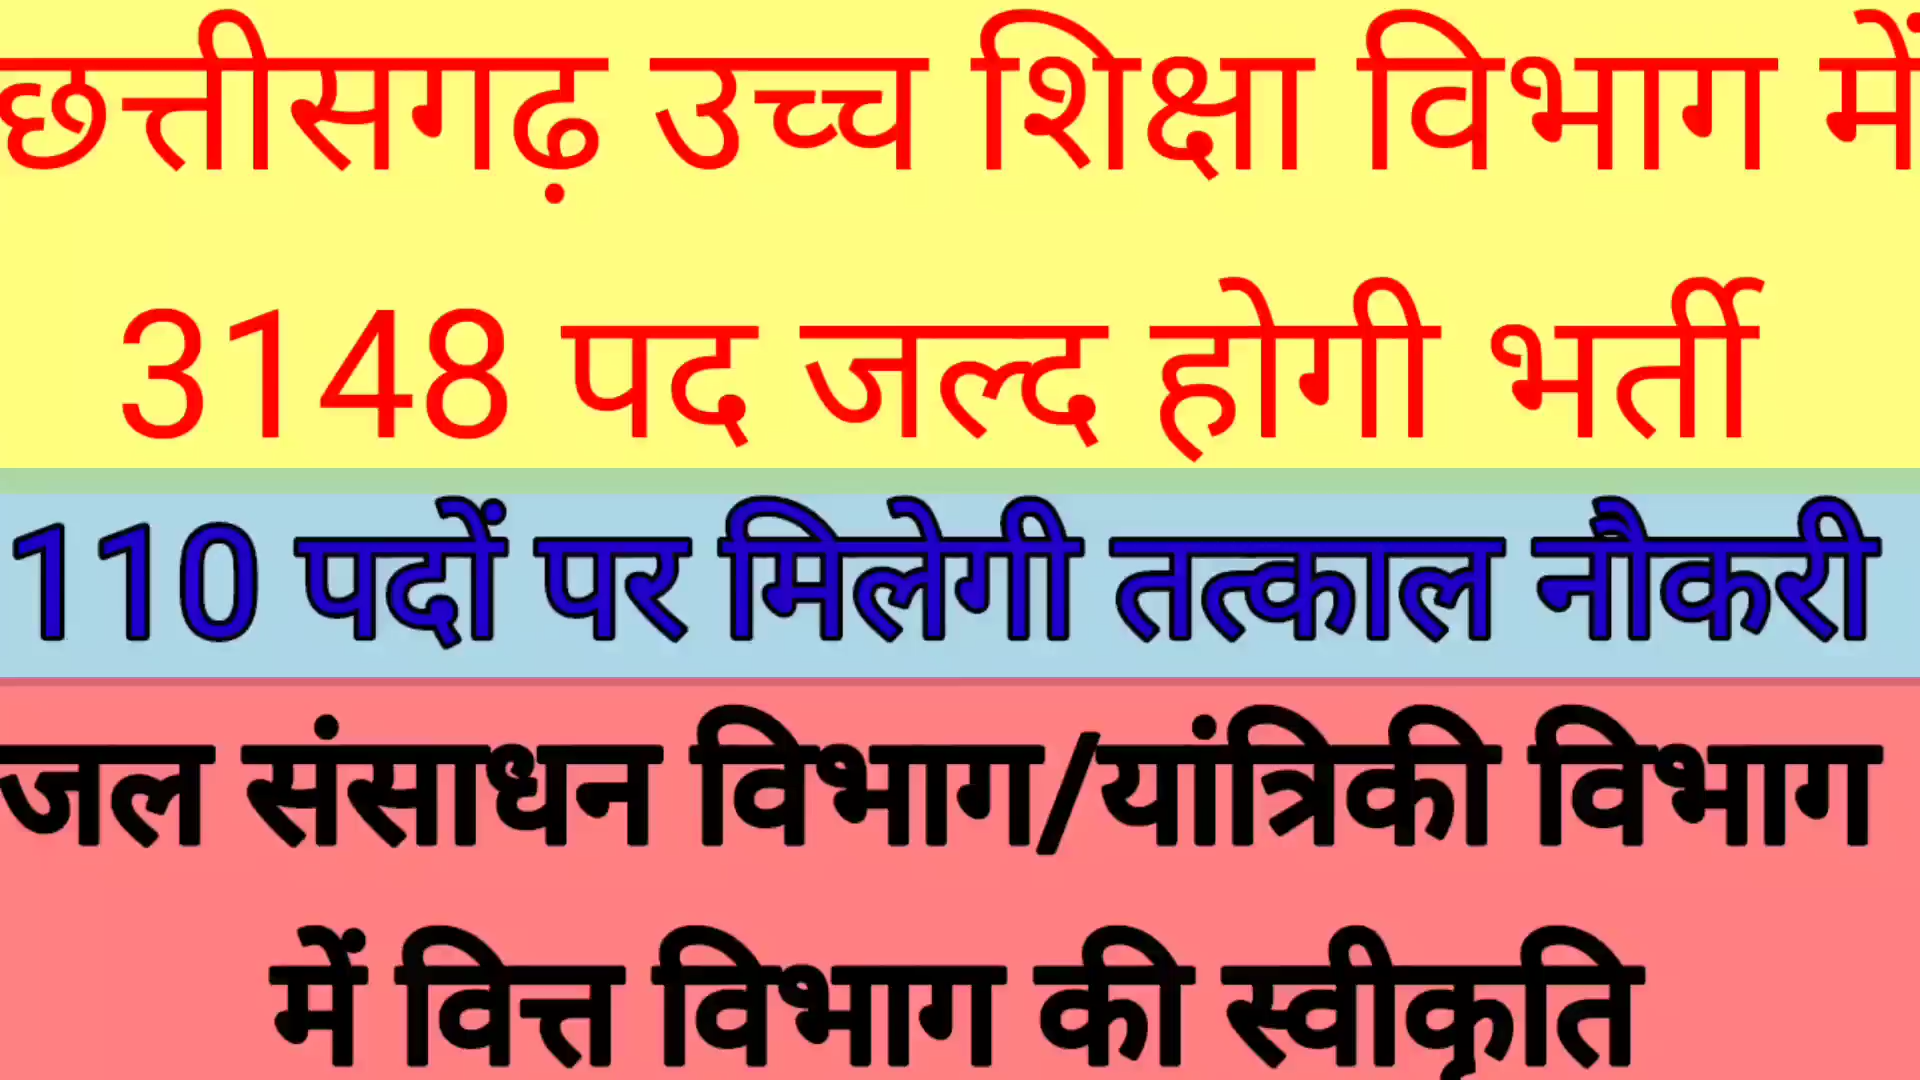 छत्तीसगढ़ उच्च शिक्षा विभाग में
3148 पद जल्द होगी भर्ती
110 पदों पर मिलेगी तत्काल नौकरी
जल संसाधन विभाग/यांत्रिकी विभाग
में वित्त विभाग की स्वीकृति